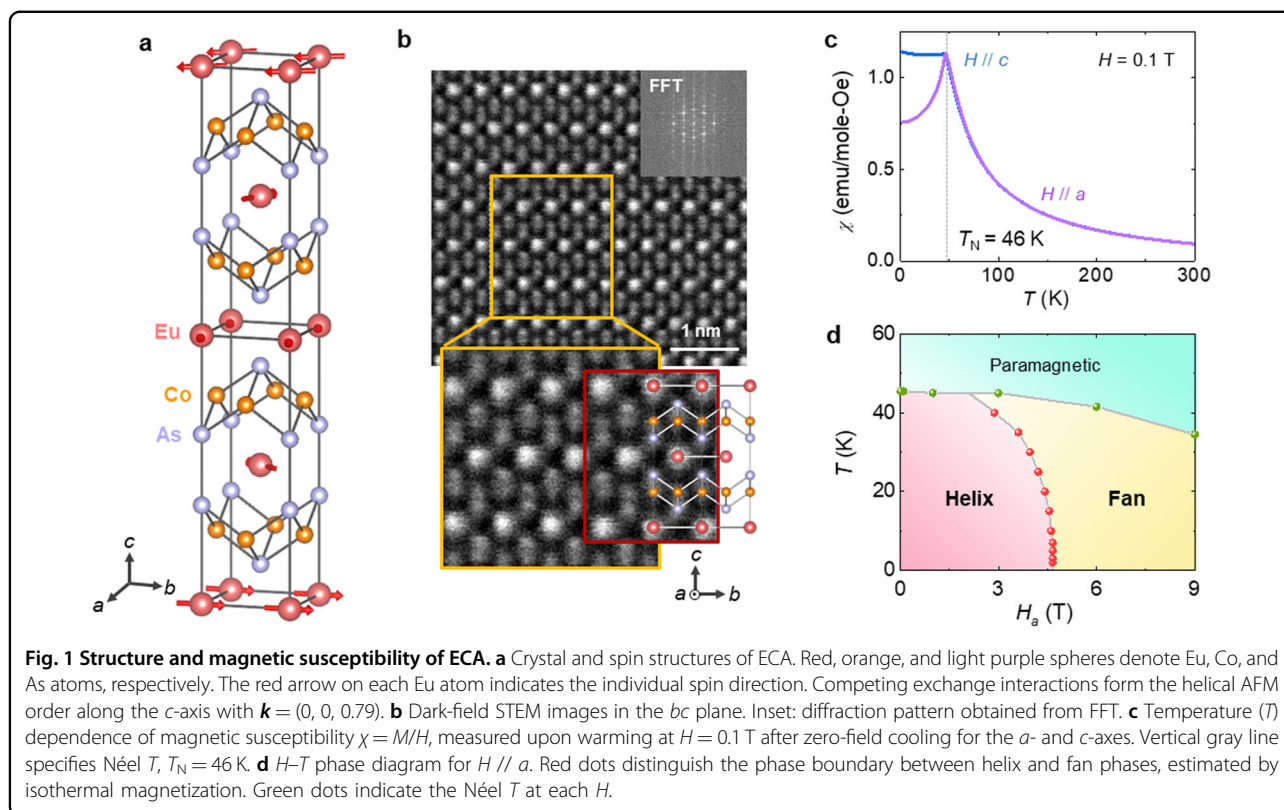 a
Eu
Co
As
c
a
b
b
FFT
1 nm
c
a
b
c
H // c
H = 0.1 T
H // a
T_N = 46 K
χ (emu/mole-Oe)
1.0
0.5
0.0
0
100
200
300
T (K)
d
Paramagnetic
Helix
Fan
T (K)
60
40
20
0
0
3
6
9
H_a (T)
Fig. 1 Structure and magnetic susceptibility of ECA. a Crystal and spin structures of ECA. Red, orange, and light purple spheres denote Eu, Co, and
As atoms, respectively. The red arrow on each Eu atom indicates the individual spin direction. Competing exchange interactions form the helical AFM
order along the c-axis with k = (0, 0, 0.79). b Dark-field STEM images in the bc plane. Inset: diffraction pattern obtained from FFT. c Temperature (T)
dependence of magnetic susceptibility χ = M/H, measured upon warming at H = 0.1 T after zero-field cooling for the a- and c-axes. Vertical gray line
specifies Néel T, T_N = 46 K. d H–T phase diagram for H // a. Red dots distinguish the phase boundary between helix and fan phases, estimated by
isothermal magnetization. Green dots indicate the Néel T at each H.